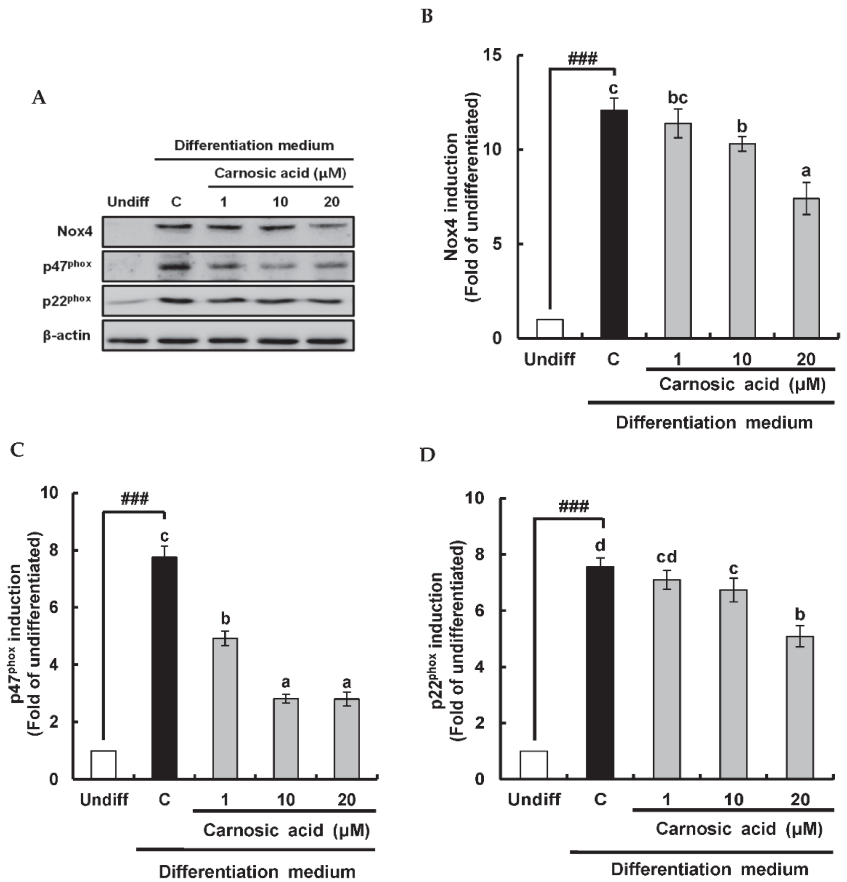 A
Differentiation medium
Carnosic acid (μM)
Undiff C 1 10 20
Nox4
p47phox
p22phox
β-actin
B
Nox4 induction
(Fold of undifferentiated)
15
10
5
0
###
c
bc
b
a
Undiff C 1 10 20
Carnosic acid (μM)
Differentiation medium
C
p47phox induction
(Fold of undifferentiated)
10
8
6
4
2
0
###
c
b
a
a
Undiff C 1 10 20
Carnosic acid (μM)
Differentiation medium
D
p22phox induction
(Fold of undifferentiated)
10
8
6
4
2
0
###
d
cd
c
b
Undiff C 1 10 20
Carnosic acid (μM)
Differentiation medium